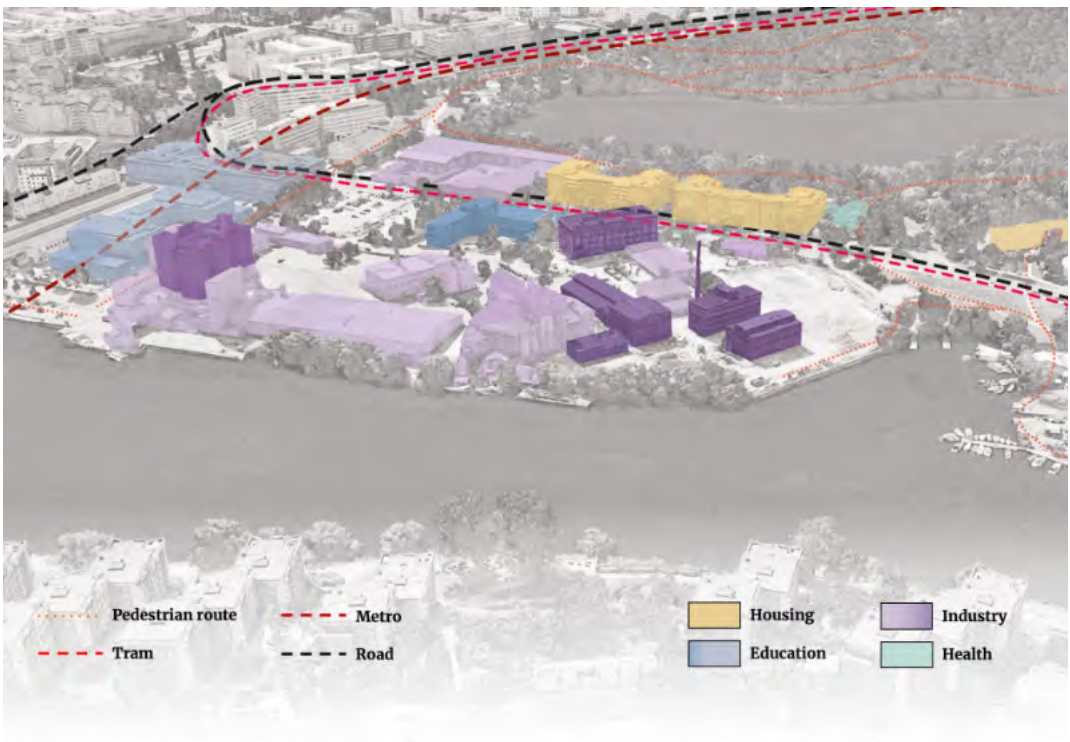 Pedestrian route
Metro
Tram
Road
Housing
Industry
Education
Health